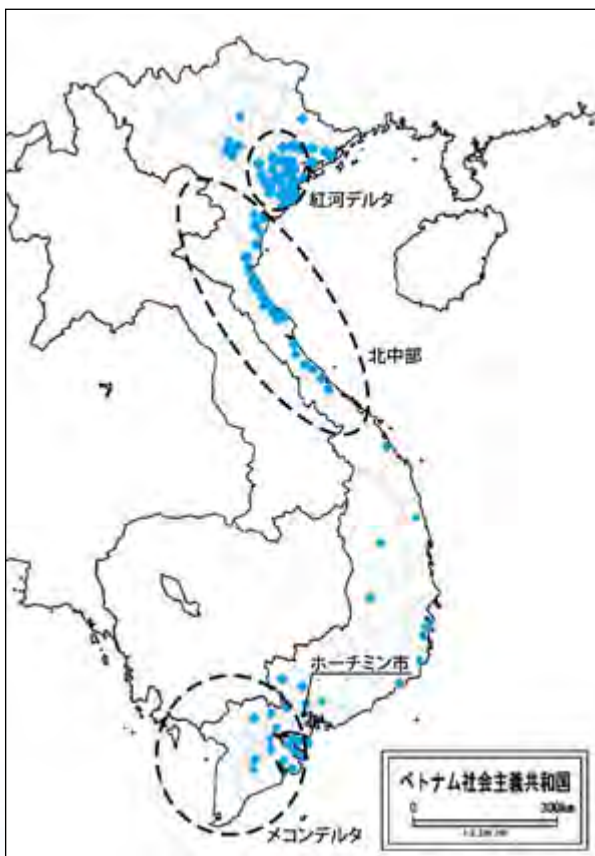 紅河デルタ
北中部
ホーチミン市
メコンデルタ
ベトナム社会主義共和国
0 300km